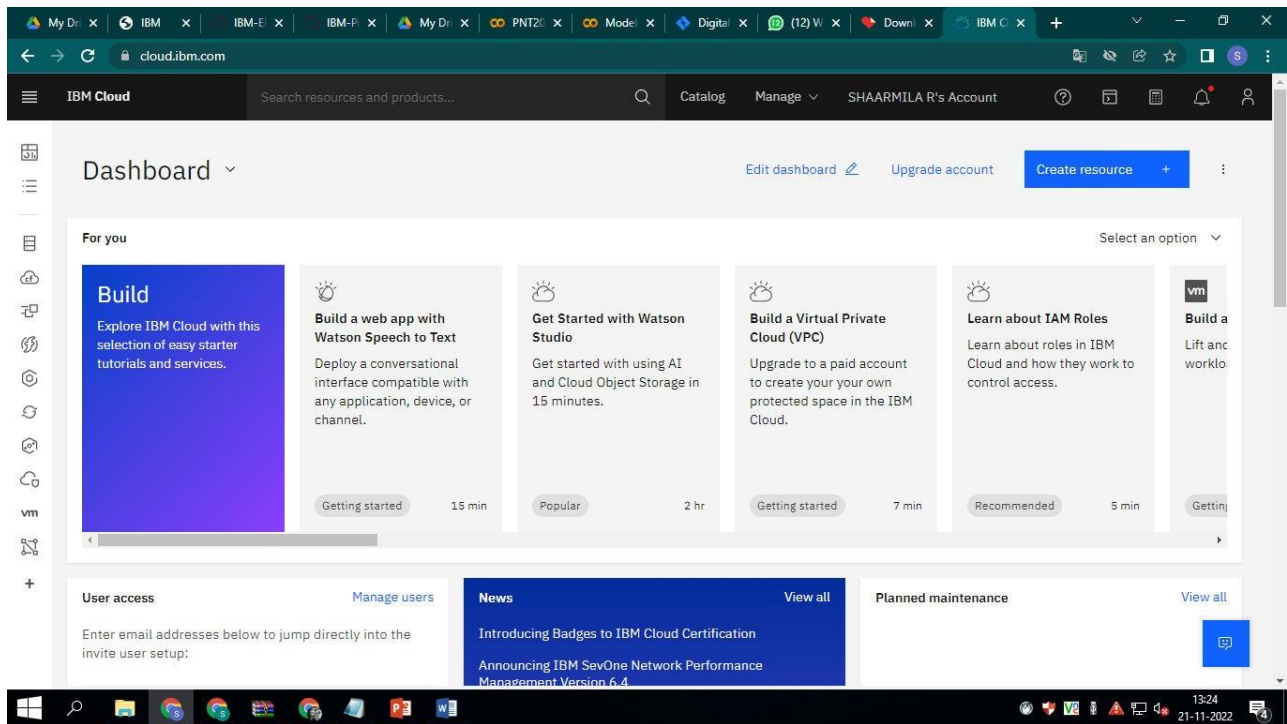 My Dri
IBM
IBM-El
IBM-P
My Dri
PNT20
Model
Digital
(12) W
Downl
IBM C
cloud.ibm.com
S
IBM Cloud
Search resources and products...
Catalog
Manage
SHAARMILA R's Account
Dashboard
Edit dashboard
Upgrade account
Create resource +
For you
Select an option
Build
Explore IBM Cloud with this
selection of easy starter
tutorials and services.
Build a web app with
Watson Speech to Text
Deploy a conversational
interface compatible with
any application, device, or
channel.
Getting started
15 min
Get Started with Watson
Studio
Get started with using AI
and Cloud Object Storage in
15 minutes.
Popular
2 hr
Build a Virtual Private
Cloud (VPC)
Upgrade to a paid account
to create your your own
protected space in the IBM
Cloud.
Getting started
7 min
Learn about IAM Roles
Learn about roles in IBM
Cloud and how they work to
control access.
Recommended
5 min
vm
Build a
Lift and
worklo
Getting
vm
User access
Manage users
Enter email addresses below to jump directly into the
invite user setup:
News
View all
Introducing Badges to IBM Cloud Certification
Announcing IBM SevOne Network Performance
Management Version 6.4
Planned maintenance
View all
13:24
21-11-2022
4